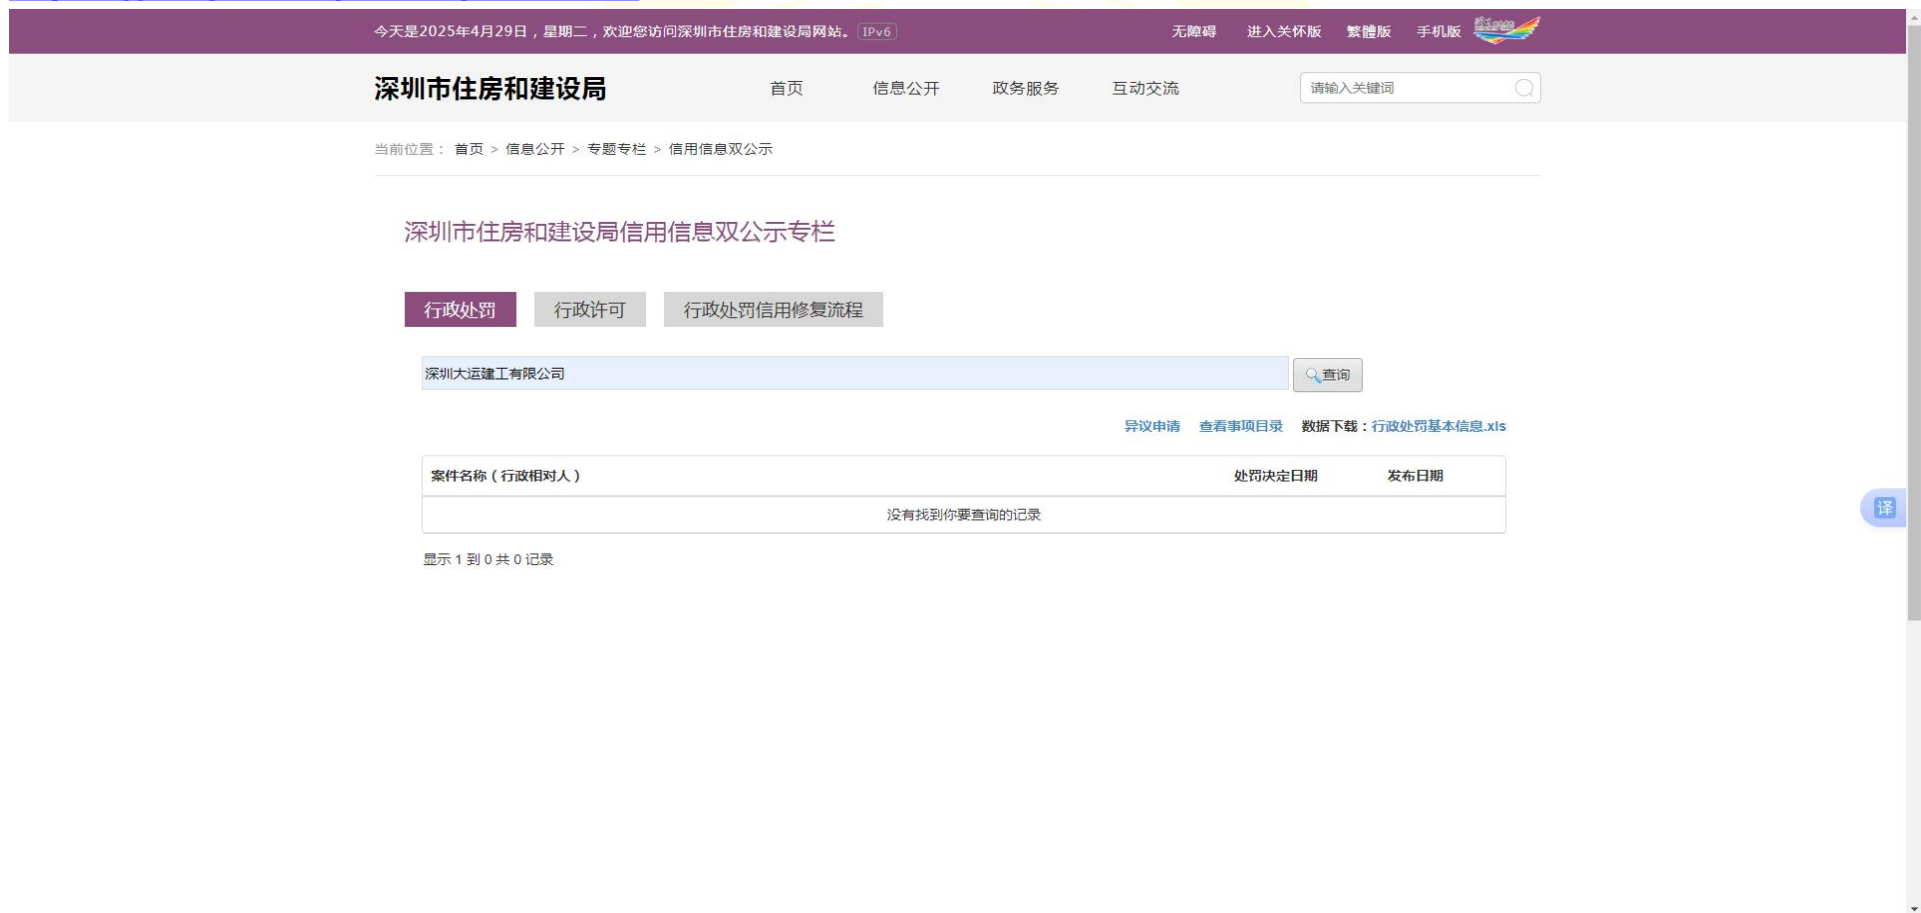 今天是2025年4月29日，星期二，欢迎您访问深圳市住房和建设局网站。 IPv6 无障碍 进入关怀版 繁體版 手机版
深圳市住房和建设局 首页 信息公开 政务服务 互动交流 请输入关键词
当前位置： 首页 > 信息公开 > 专题专栏 > 信用信息双公示
深圳市住房和建设局信用信息双公示专栏
行政处罚 行政许可 行政处罚信用修复流程
深圳大运建工有限公司 查询
异议申请 查看事项目录 数据下载：行政处罚基本信息.xls
案件名称（行政相对人） 处罚决定日期 发布日期
没有找到你要查询的记录
译
显示 1 到 0 共 0 记录